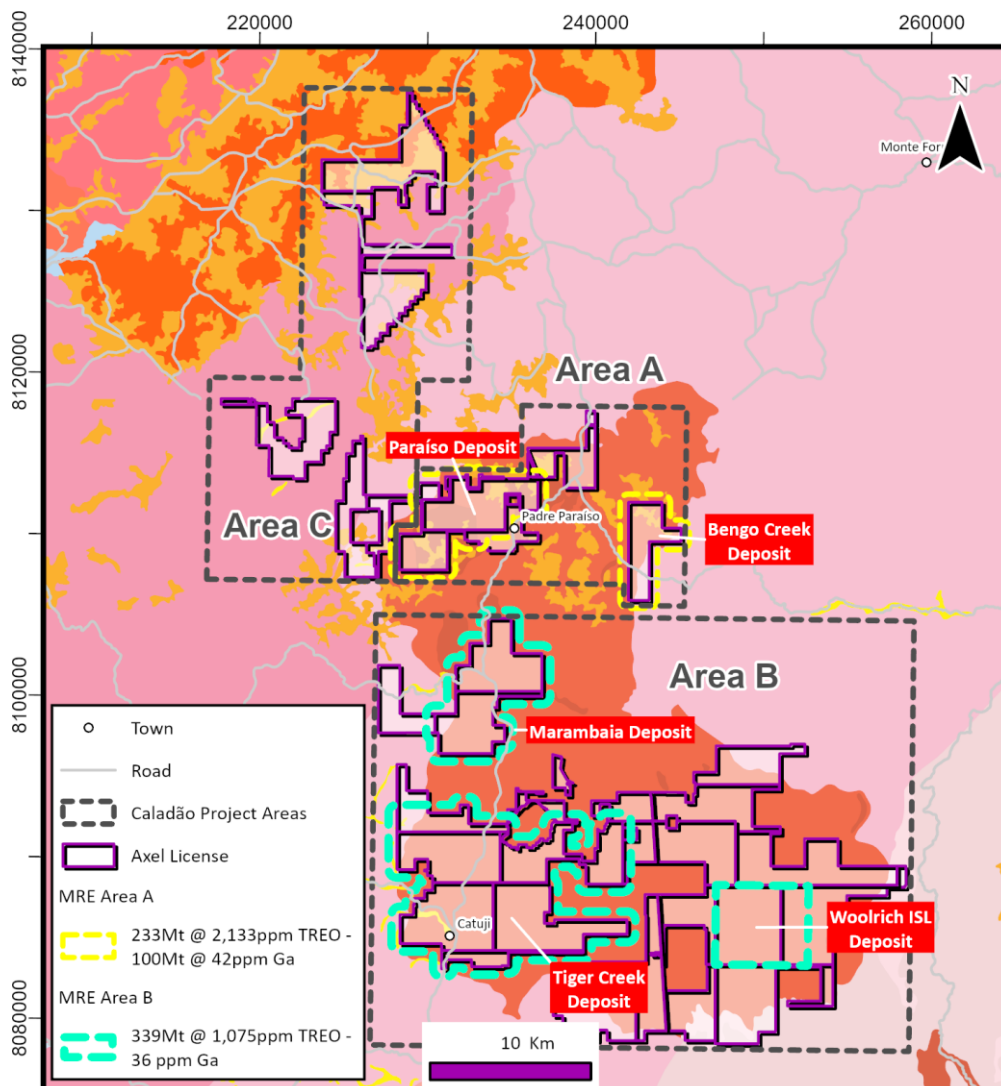 220000
240000
260000
8140000
8120000
8100000
8080000
N
Monte For
Area A
Paraíso Deposit
Padre Paraíso
Area C
Bengo Creek
Deposit
Area B
Marambaia Deposit
Woolrich ISL
Deposit
Catuji
Tiger Creek
Deposit
Town
Road
Caladão Project Areas
Axel License
MRE Area A
233Mt @ 2,133ppm TREO -
100Mt @ 42ppm Ga
MRE Area B
339Mt @ 1,075ppm TREO -
36 ppm Ga
10 Km